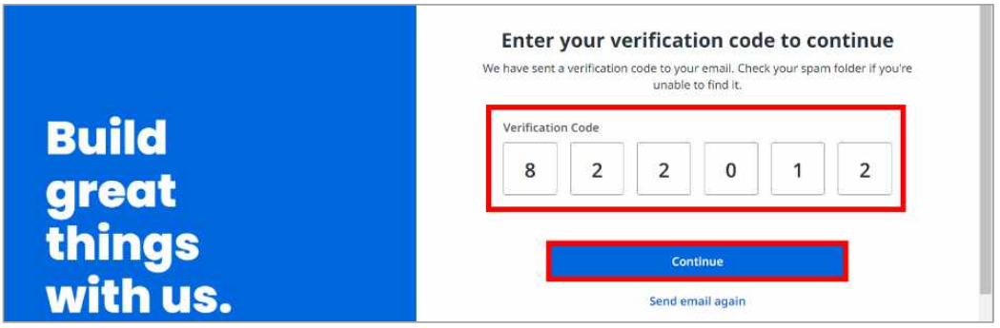 Build
great
things
with us.
Enter your verification code to continue
We have sent a verification code to your email. Check your spam folder if you're
unable to find it.
Verification Code
8 2 2 0 1 2
Continue
Send email again